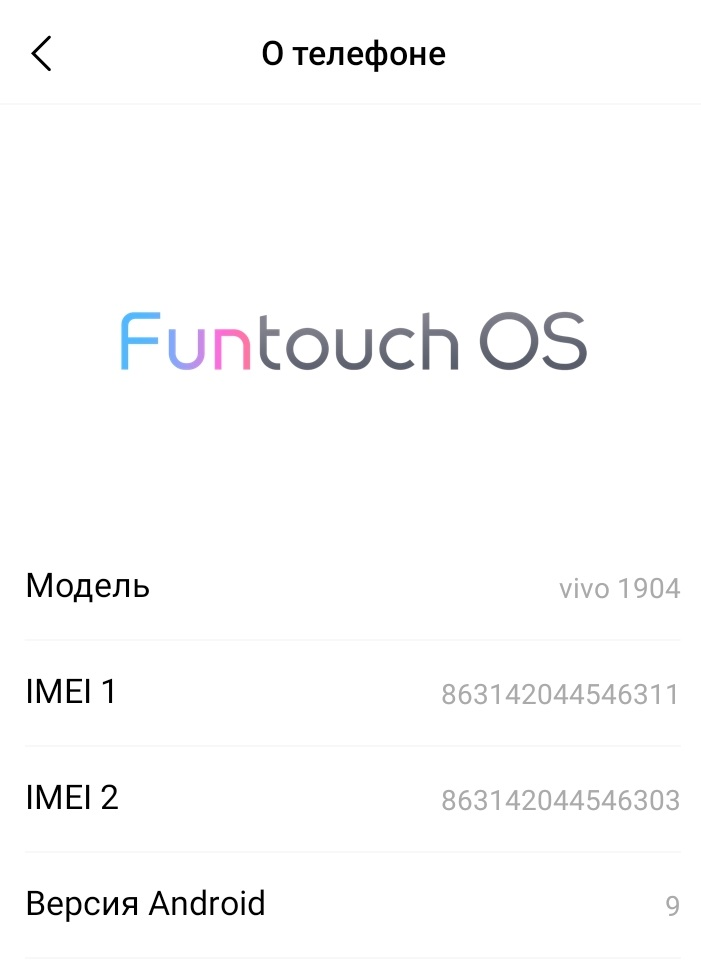 О телефоне
Funtouch OS
Модель vivo 1904
IMEI 1 863142044546311
IMEI 2 863142044546303
Версия Android 9